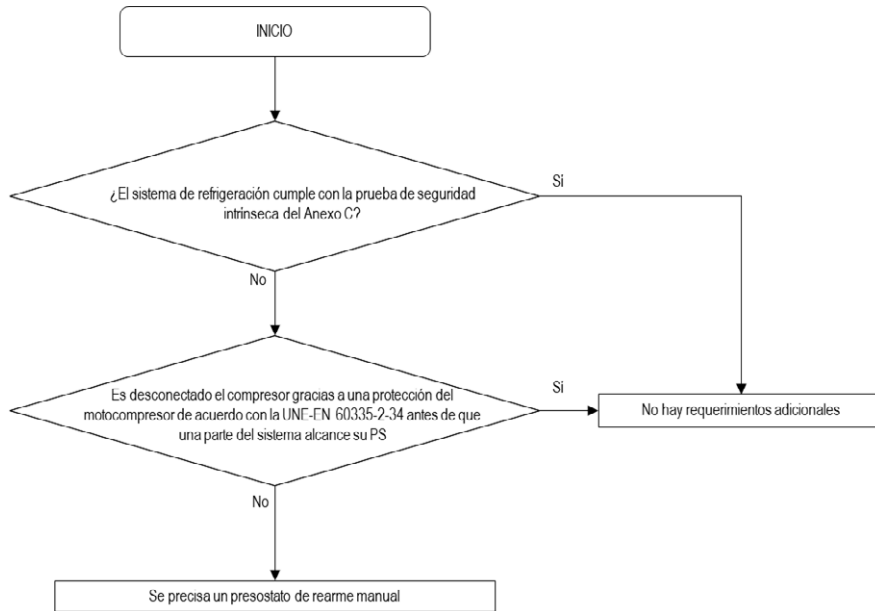 INICIO
¿El sistema de refrigeración cumple con la prueba de seguridad
intrínseca del Anexo C?
Si
No
Es desconectado el compresor gracias a una protección del
motocompresor de acuerdo con la UNE-EN 60335-2-34 antes de que
una parte del sistema alcance su PS
Si
No hay requerimientos adicionales
No
Se precisa un presostato de rearme manual